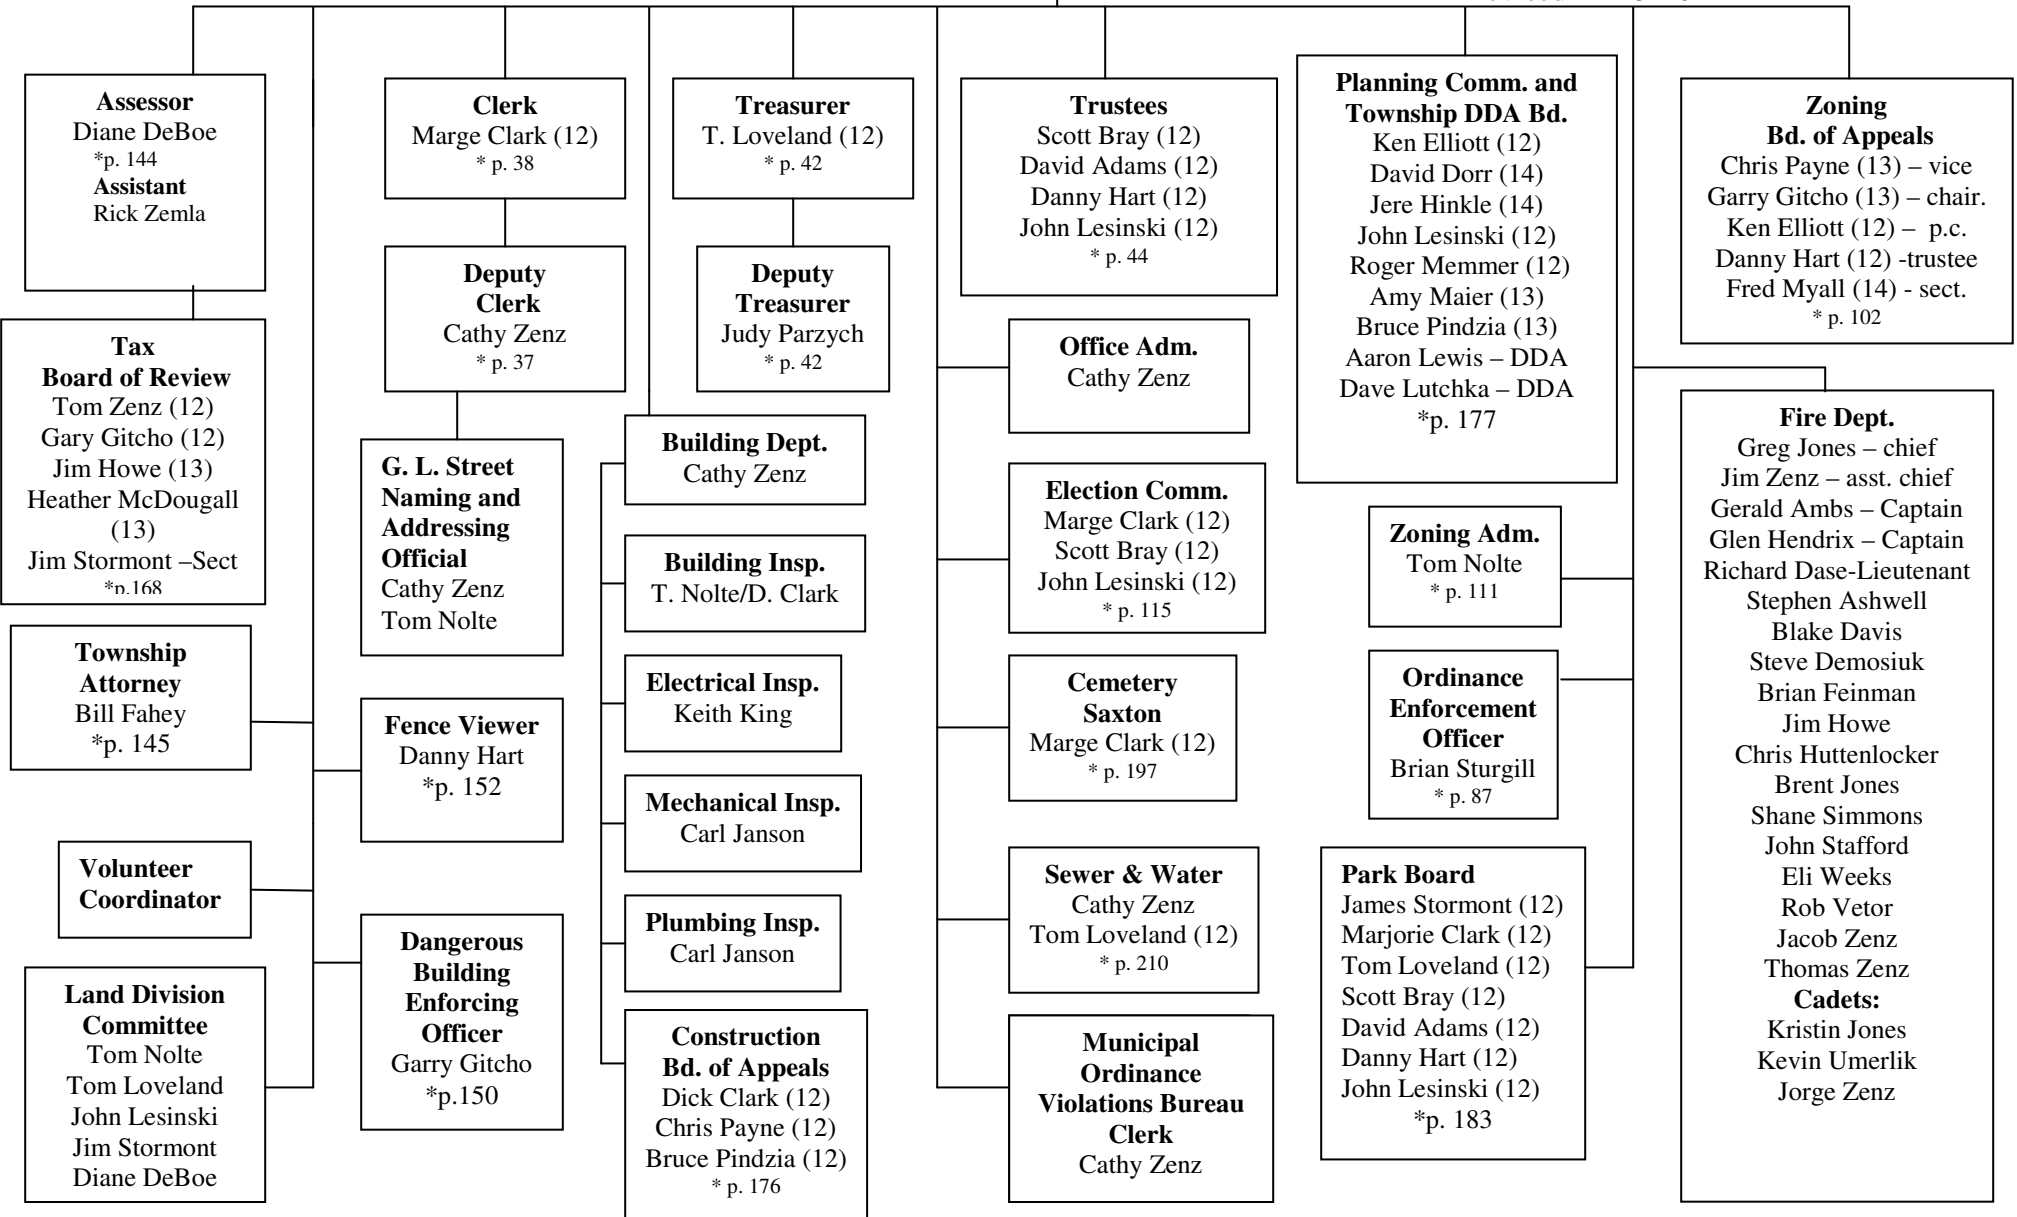 Assessor
Diane DeBoe
*p. 144
Assistant
Rick Zemla
Tax
Board of Review
Tom Zenz (12)
Gary Gitcho (12)
Jim Howe (13)
Heather McDougall
(13)
Jim Stormont –Sect
*p.168
Township
Attorney
Bill Fahey
*p. 145
Volunteer
Coordinator
Land Division
Committee
Tom Nolte
Tom Loveland
John Lesinski
Jim Stormont
Diane DeBoe
Clerk
Marge Clark (12)
* p. 38
Deputy
Clerk
Cathy Zenz
* p. 37
G. L. Street
Naming and
Addressing
Official
Cathy Zenz
Tom Nolte
Fence Viewer
Danny Hart
*p. 152
Dangerous
Building
Enforcing
Officer
Garry Gitcho
*p.150
Treasurer
T. Loveland (12)
* p. 42
Deputy
Treasurer
Judy Parzych
* p. 42
Building Dept.
Cathy Zenz
Building Insp.
T. Nolte/D. Clark
Electrical Insp.
Keith King
Mechanical Insp.
Carl Janson
Plumbing Insp.
Carl Janson
Construction
Bd. of Appeals
Dick Clark (12)
Chris Payne (12)
Bruce Pindzia (12)
* p. 176
Trustees
Scott Bray (12)
David Adams (12)
Danny Hart (12)
John Lesinski (12)
* p. 44
Office Adm.
Cathy Zenz
Election Comm.
Marge Clark (12)
Scott Bray (12)
John Lesinski (12)
* p. 115
Cemetery
Saxton
Marge Clark (12)
* p. 197
Sewer & Water
Cathy Zenz
Tom Loveland (12)
* p. 210
Municipal
Ordinance
Violations Bureau
Clerk
Cathy Zenz
Planning Comm. and
Township DDA Bd.
Ken Elliott (12)
David Dorr (14)
Jere Hinkle (14)
John Lesinski (12)
Roger Memmer (12)
Amy Maier (13)
Bruce Pindzia (13)
Aaron Lewis – DDA
Dave Lutchka – DDA
*p. 177
Zoning Adm.
Tom Nolte
* p. 111
Ordinance
Enforcement
Officer
Brian Sturgill
* p. 87
Park Board
James Stormont (12)
Marjorie Clark (12)
Tom Loveland (12)
Scott Bray (12)
David Adams (12)
Danny Hart (12)
John Lesinski (12)
*p. 183
Zoning
Bd. of Appeals
Chris Payne (13) – vice
Garry Gitcho (13) – chair.
Ken Elliott (12) – p.c.
Danny Hart (12) -trustee
Fred Myall (14) - sect.
* p. 102
Fire Dept.
Greg Jones – chief
Jim Zenz – asst. chief
Gerald Ambs – Captain
Glen Hendrix – Captain
Richard Dase-Lieutenant
Stephen Ashwell
Blake Davis
Steve Demosiuk
Brian Feinman
Jim Howe
Chris Huttenlocker
Brent Jones
Shane Simmons
John Stafford
Eli Weeks
Rob Vetor
Jacob Zenz
Thomas Zenz
Cadets:
Kristin Jones
Kevin Umerlik
Jorge Zenz